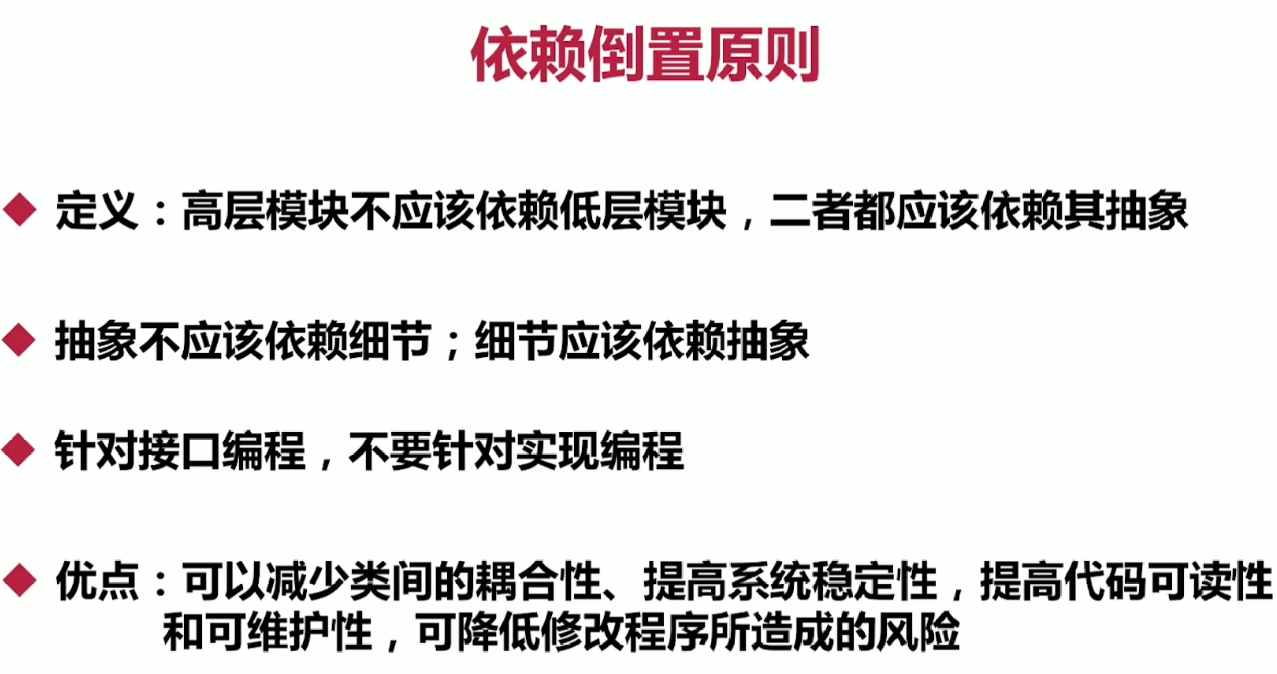 依赖倒置原则
定义：高层模块不应该依赖低层模块，二者都应该依赖其抽象
抽象不应该依赖细节；细节应该依赖抽象
针对接口编程，不要针对实现编程
优点：可以减少类间的耦合性、提高系统稳定性，提高代码可读性
和可维护性，可降低修改程序所造成的风险